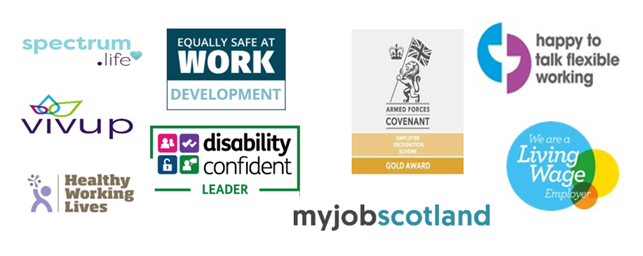 spectrum
.life
vivup
Healthy
Working
Lives
EQUALLY SAFE AT
WORK
DEVELOPMENT
disability
confident
LEADER
ARMED FORCES
COVENANT
EMPLOYER
RECOGNITION
SCHEME
GOLD AWARD
myjobscotland
happy to
talk flexible
working
We are a
Living
Wage
Employer